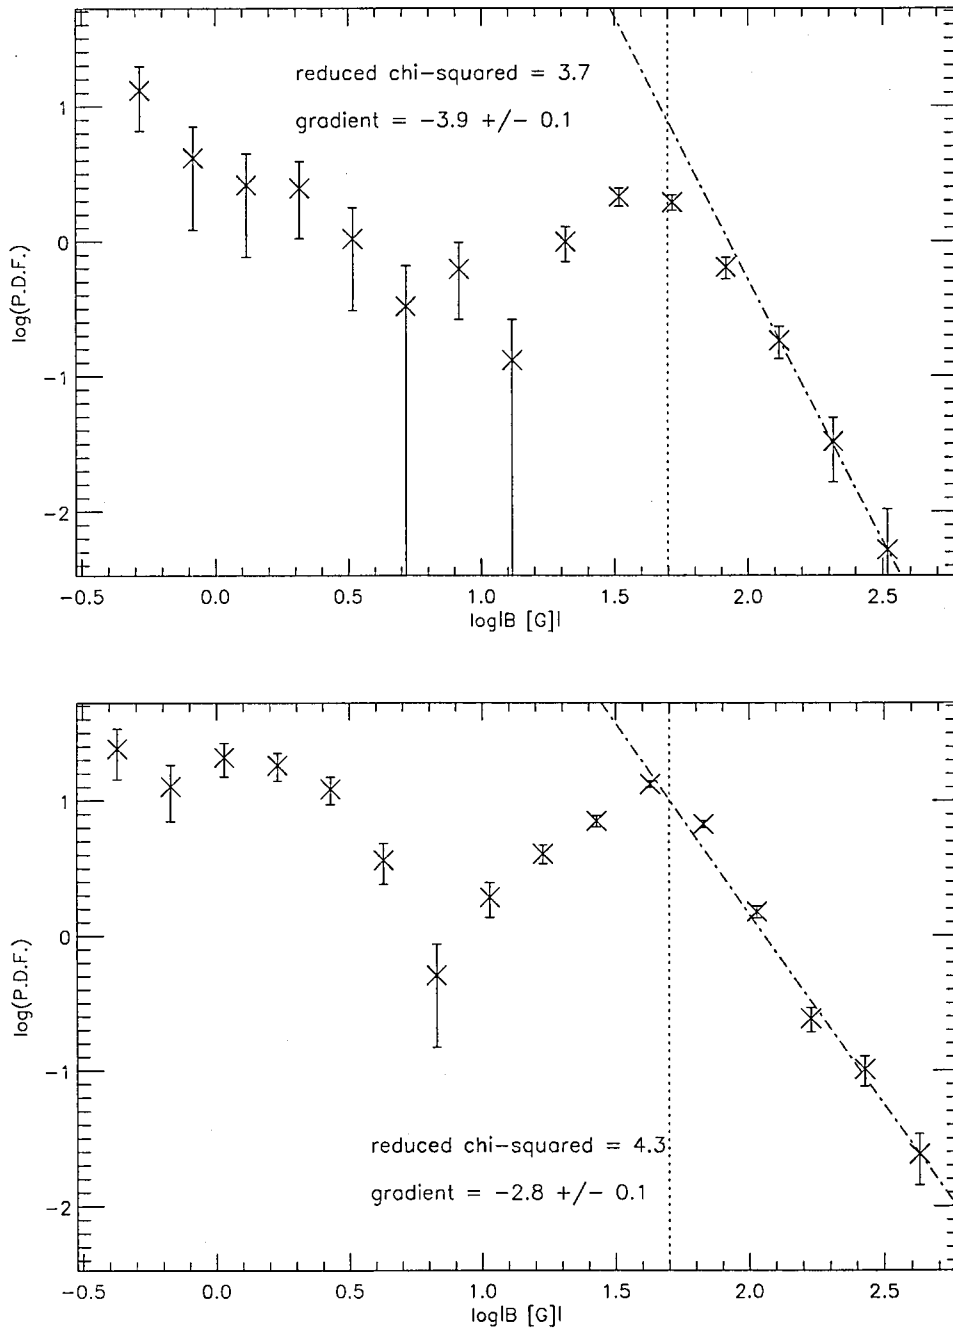 reduced chi-squared = 3.7
gradient = -3.9 +/- 0.1
log(P.D.F.)
1
0
-1
-2
-0.5 0.0 0.5 1.0 1.5 2.0 2.5
log|B [G]|
reduced chi-squared = 4.3
gradient = -2.8 +/- 0.1
log(P.D.F.)
1
0
-1
-2
-0.5 0.0 0.5 1.0 1.5 2.0 2.5
log|B [G]|